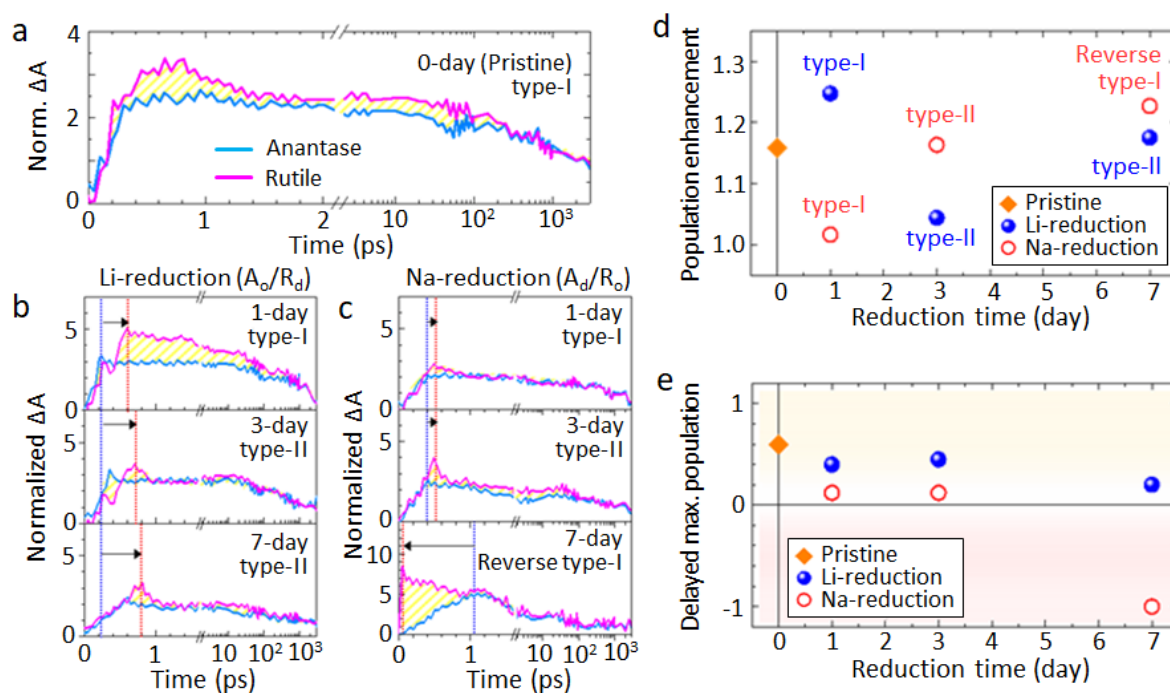 a
Norm. ΔA
4
2
0
0-day (Pristine)
type-I
Anantase
Rutile
0
1
2
10
10²
10³
Time (ps)
Li-reduction (Aₒ/R_d)
b
Normalized ΔA
5
0
1-day
type-I
5
0
3-day
type-II
5
0
7-day
type-II
0
1
10
10²
10³
Time (ps)
Na-reduction (A_d/Rₒ)
c
Normalized ΔA
5
0
1-day
type-I
5
0
3-day
type-II
10
5
0
7-day
Reverse type-I
0
1
10
10²
10³
Time (ps)
d
Population enhancement
1.3
1.2
1.1
1.0
type-I
type-I
type-II
type-II
Reverse
type-I
type-II
Pristine
Li-reduction
Na-reduction
0
1
2
3
4
5
6
7
Reduction time (day)
e
Delayed max. population
1
0
-1
Pristine
Li-reduction
Na-reduction
0
1
2
3
4
5
6
7
Reduction time (day)